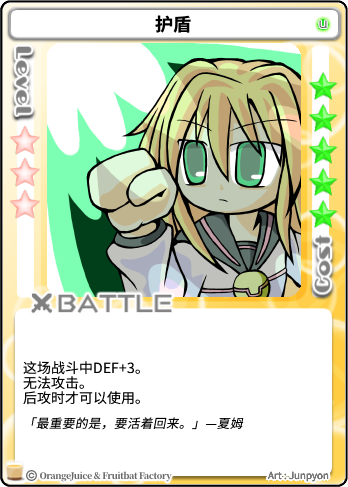 护盾
U
Level
Cost
BATTLE
这场战斗中DEF+3。
无法攻击。
后攻时才可以使用。
「最重要的是，要活着回来。」—夏姆
© OrangeJuice & Fruitbat Factory
Art.: Junpyon'